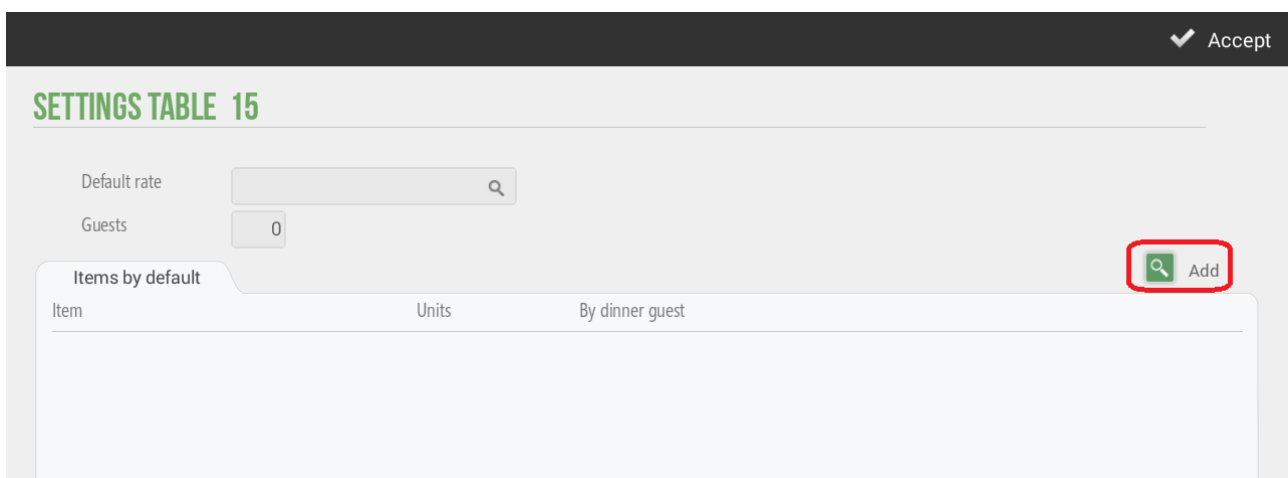 Accept
SETTINGS TABLE 15
Default rate
Guests 0
Add
Items by default
Item Units By dinner guest